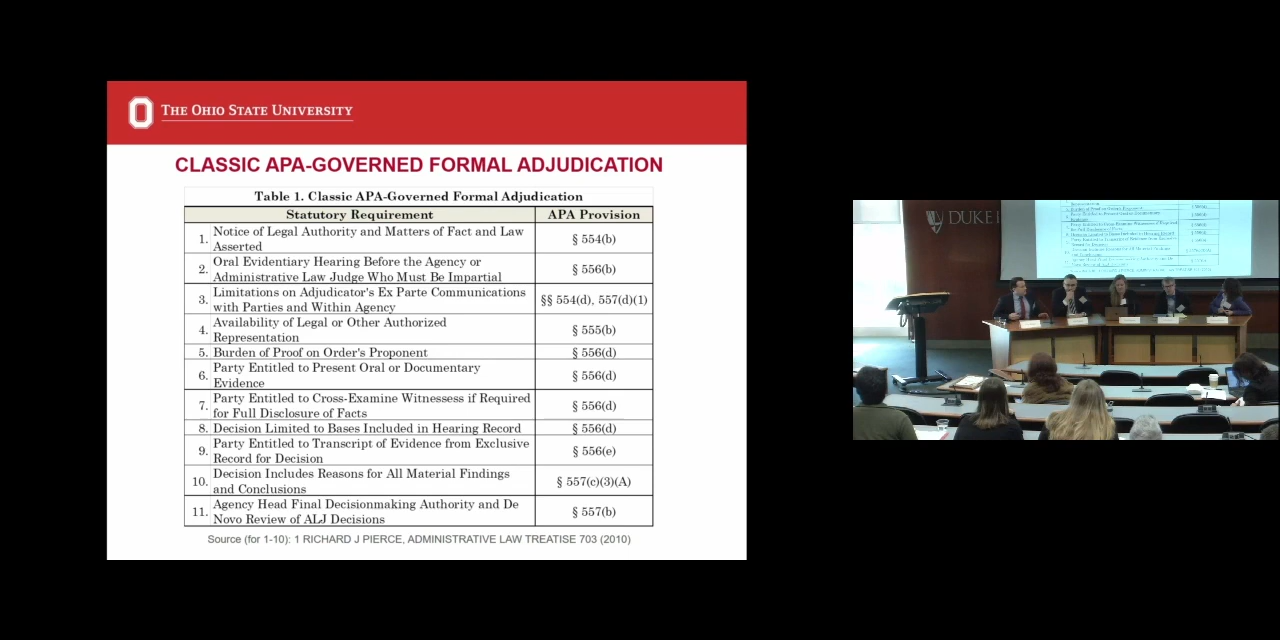 THE OHIO STATE UNIVERSITY
CLASSIC APA-GOVERNED FORMAL ADJUDICATION
Table 1. Classic APA-Governed Formal Adjudication
Statutory Requirement APA Provision
1. Notice of Legal Authority and Matters of Fact and Law
Asserted § 554(b)
2. Oral Evidentiary Hearing Before the Agency or
Administrative Law Judge Who Must Be Impartial § 556(b)
3. Limitations on Adjudicator's Ex Parte Communications
with Parties and Within Agency §§ 554(d), 557(d)(1)
4. Availability of Legal or Other Authorized
Representation § 555(b)
5. Burden of Proof on Order's Proponent § 556(d)
6. Party Entitled to Present Oral or Documentary
Evidence § 556(d)
7. Party Entitled to Cross-Examine Witnessess if Required
for Full Disclosure of Facts § 556(d)
8. Decision Limited to Bases Included in Hearing Record § 556(d)
9. Party Entitled to Transcript of Evidence from Exclusive
Record for Decision § 556(e)
10. Decision Includes Reasons for All Material Findings
and Conclusions § 557(c)(3)(A)
11. Agency Head Final Decisionmaking Authority and De
Novo Review of ALJ Decisions § 557(b)
Source (for 1-10): 1 RICHARD J PIERCE, ADMINISTRATIVE LAW TREATISE 703 (2010)
DUKE